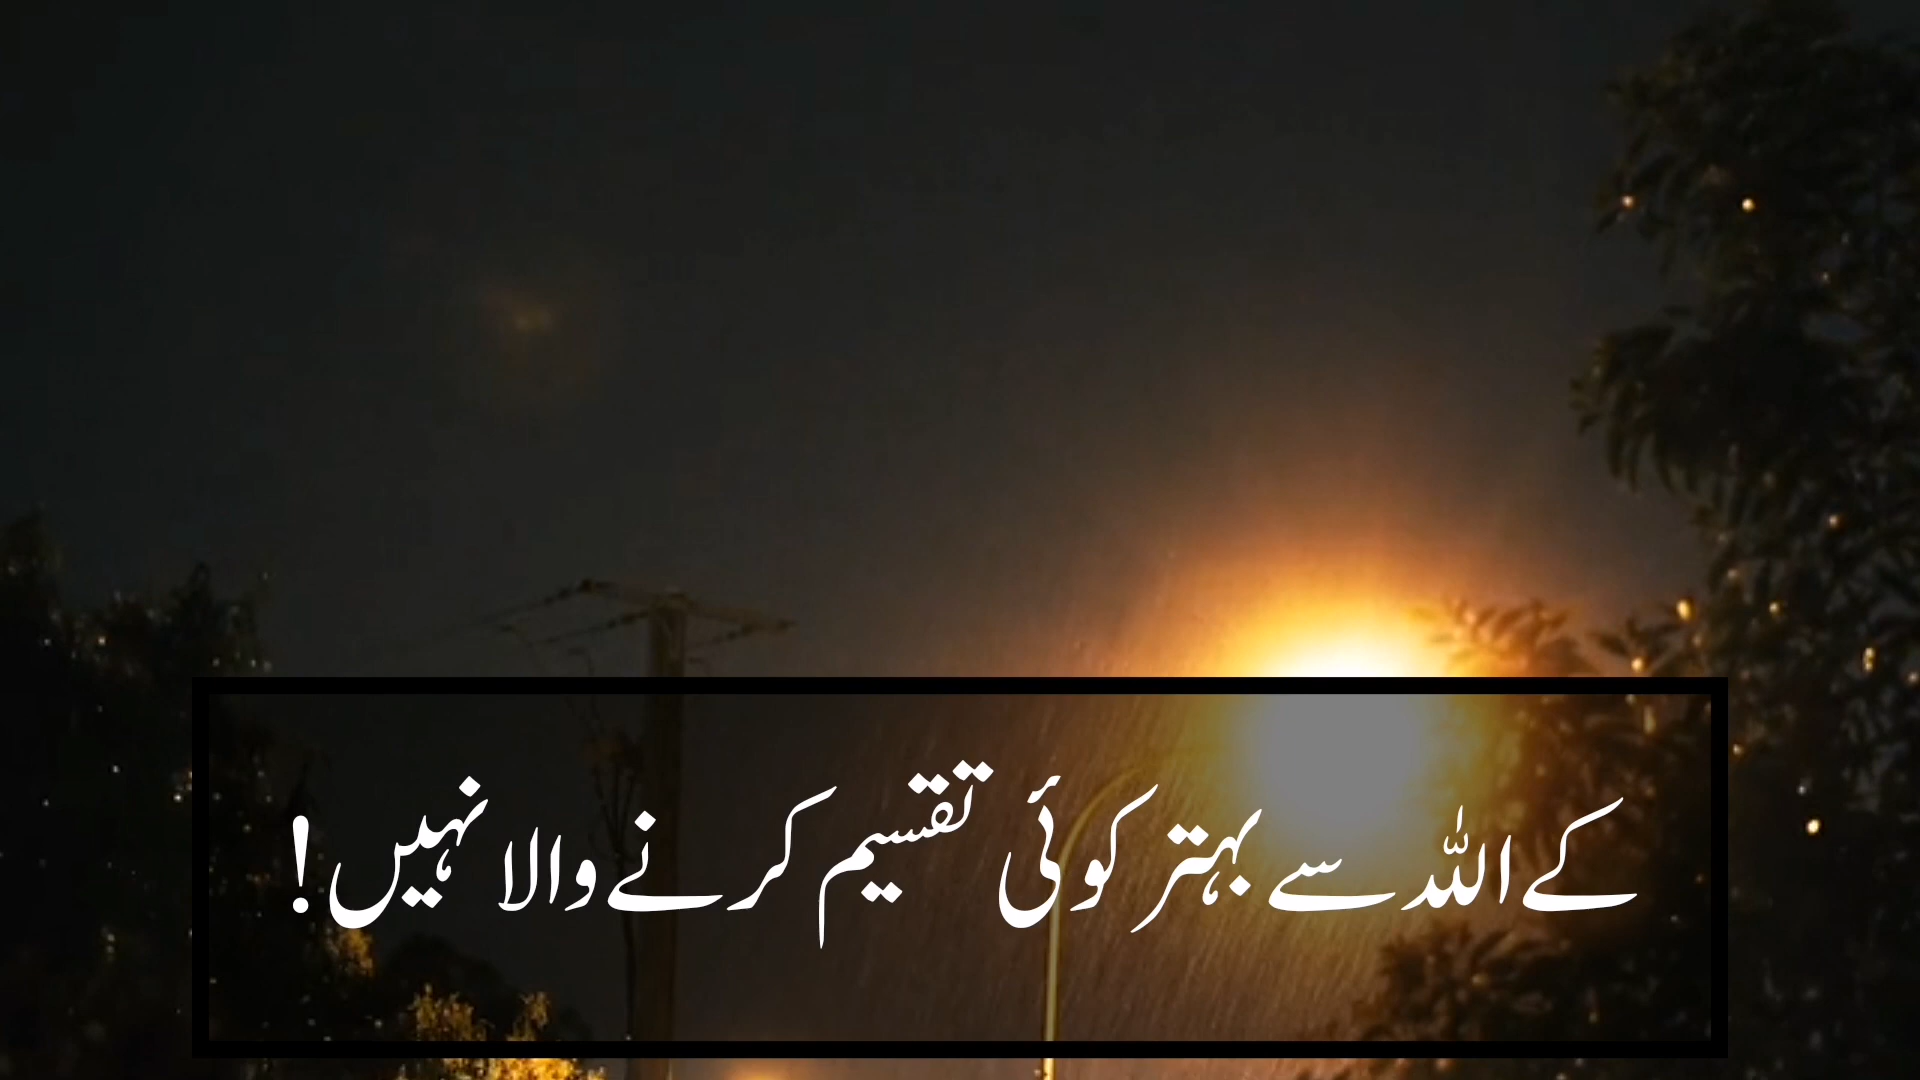 کے اللہ سے بہتر کوئی تقسیم کرنے والا نہیں!